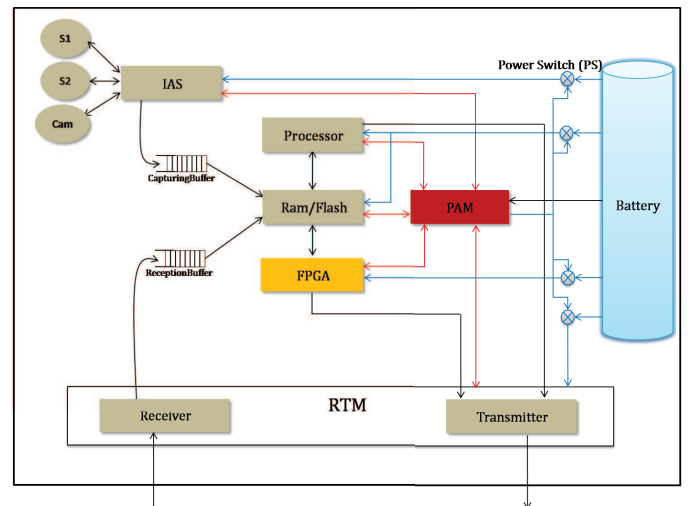 S1
Power Switch (PS)
S2
IAS
Cam
Processor
CapturingBuffer
Ram/Flash
PAM
Battery
ReceptionBuffer
FPGA
RTM
Receiver
Transmitter